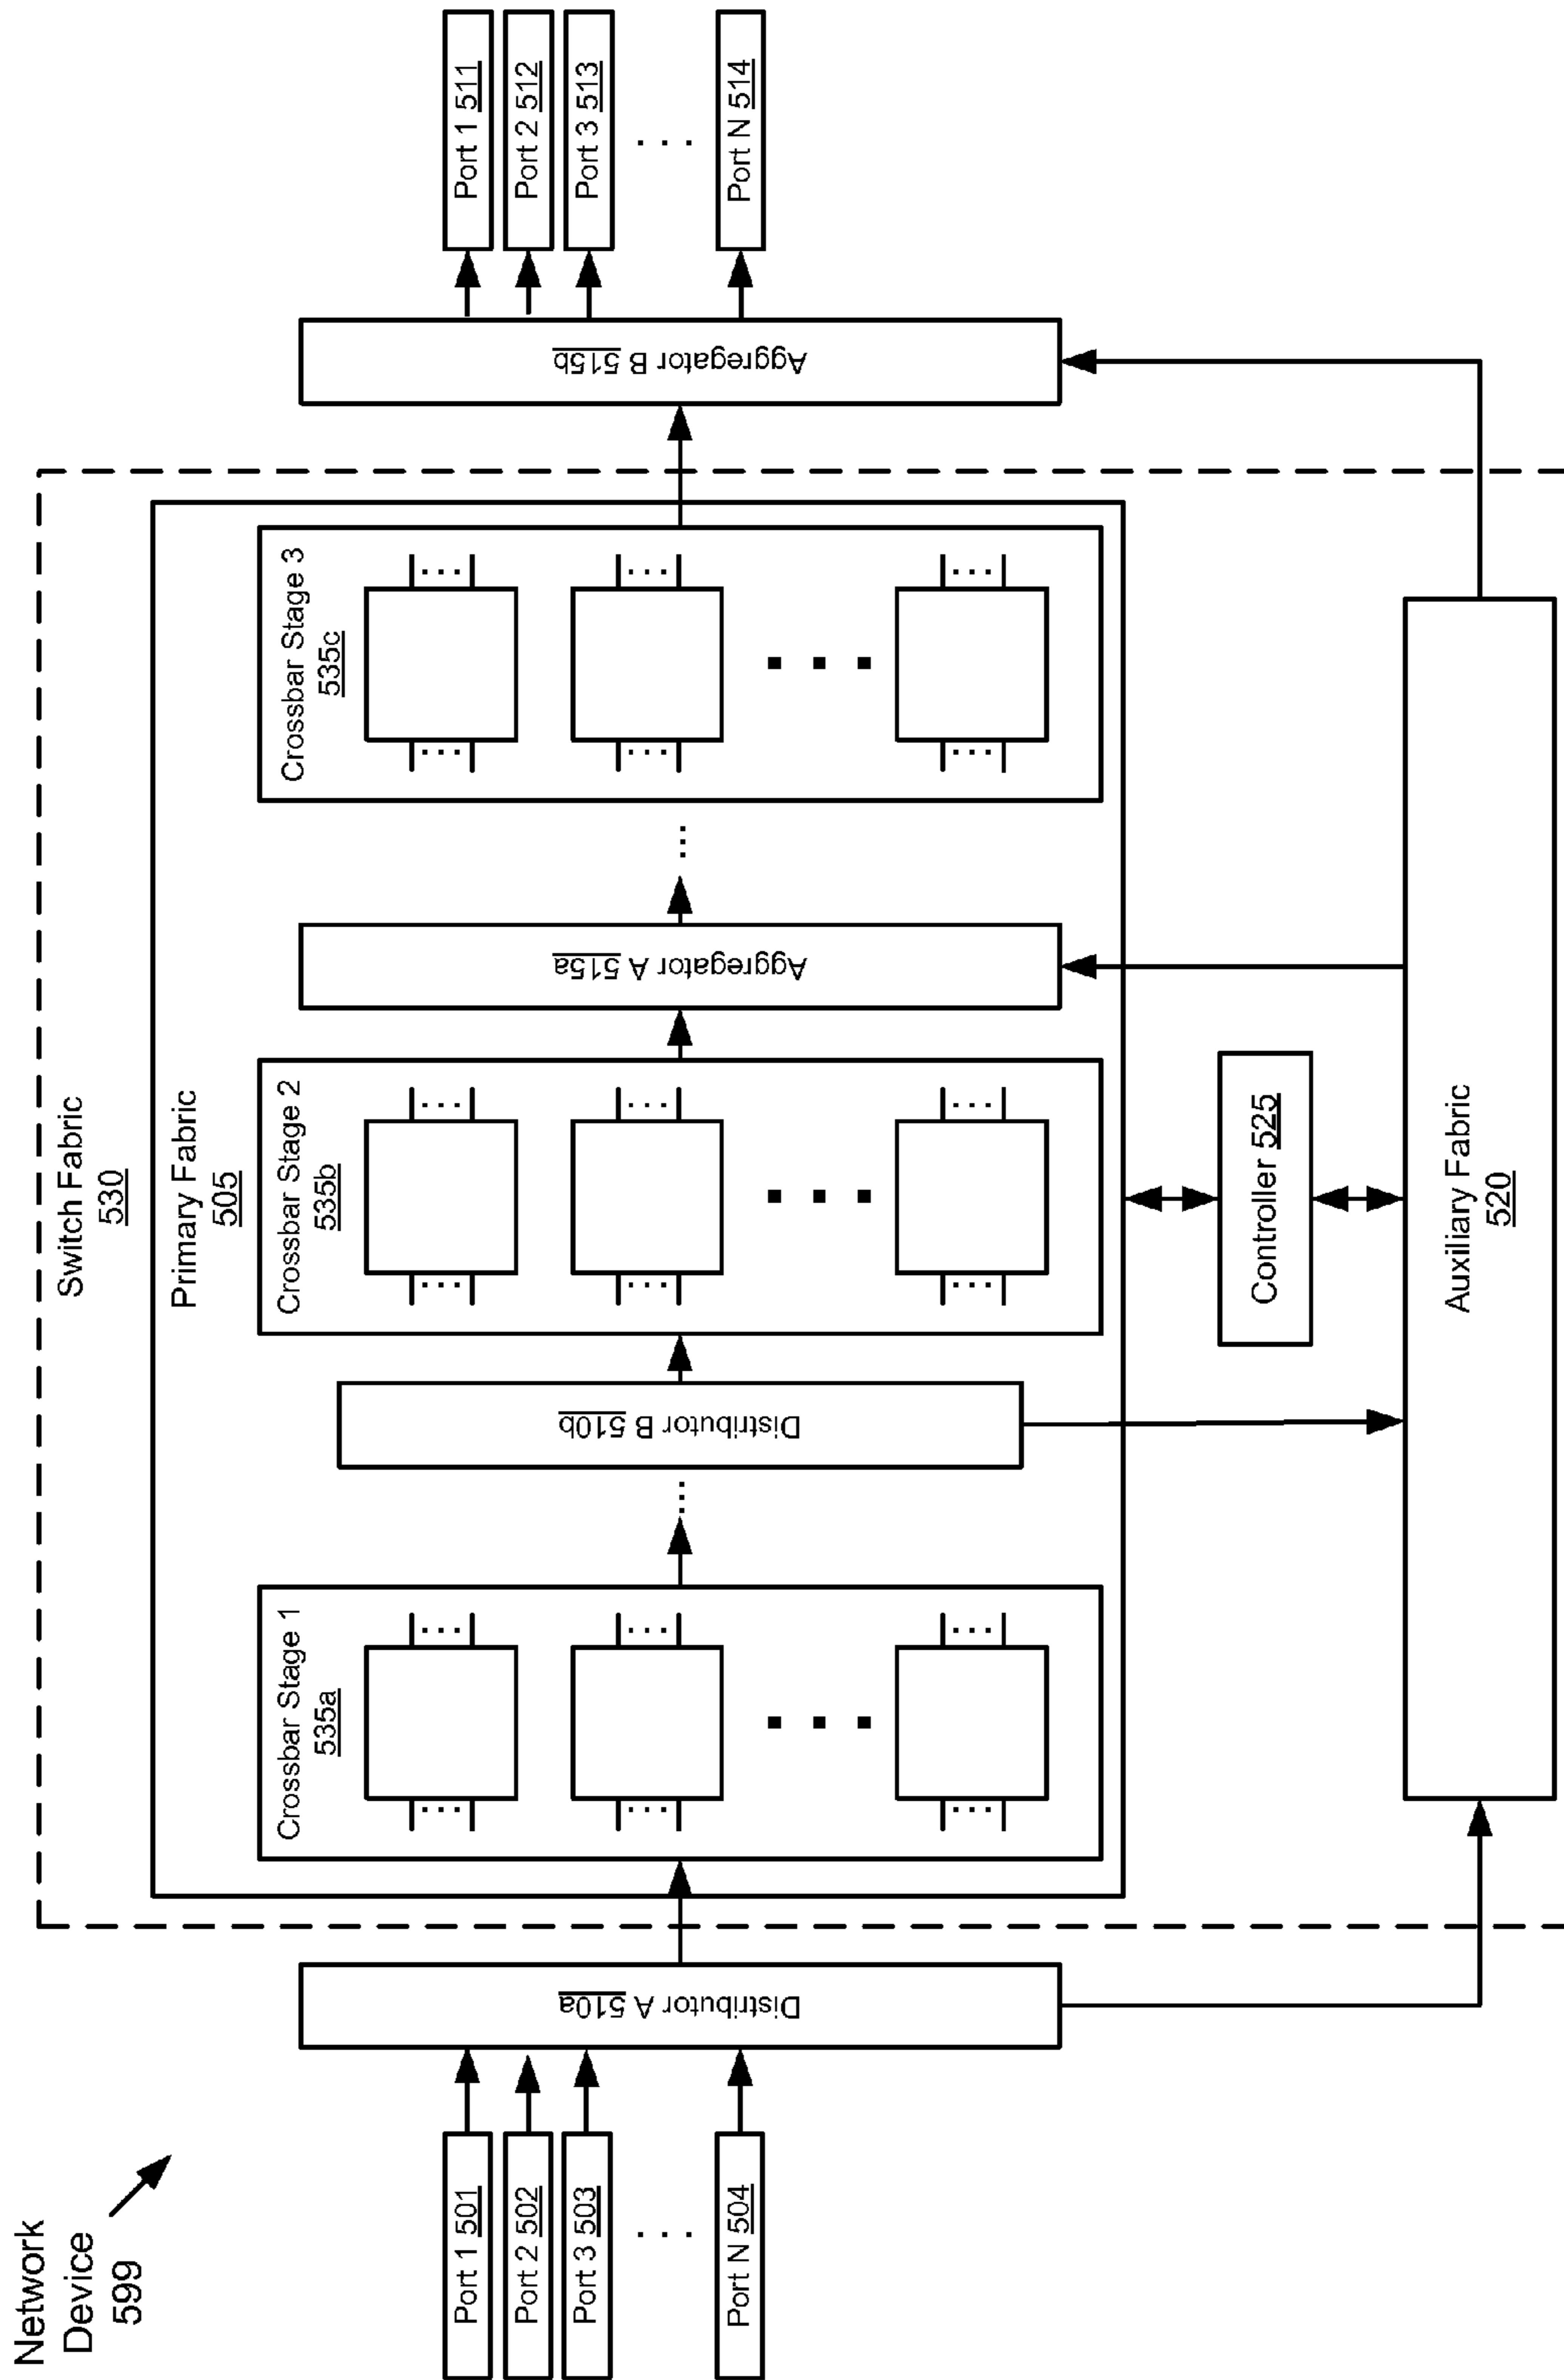 Network
Device
599
Switch Fabric
530
Primary Fabric
505
Port 1 501
Port 2 502
Port 3 503
. . .
Port N 504
Distributor A 510a
Crossbar Stage 1
535a
Distributor B 510b
Crossbar Stage 2
535b
Aggregator A 515a
Crossbar Stage 3
535c
Aggregator B 515b
Port 1 511
Port 2 512
Port 3 513
. . .
Port N 514
Controller 525
Auxiliary Fabric
520